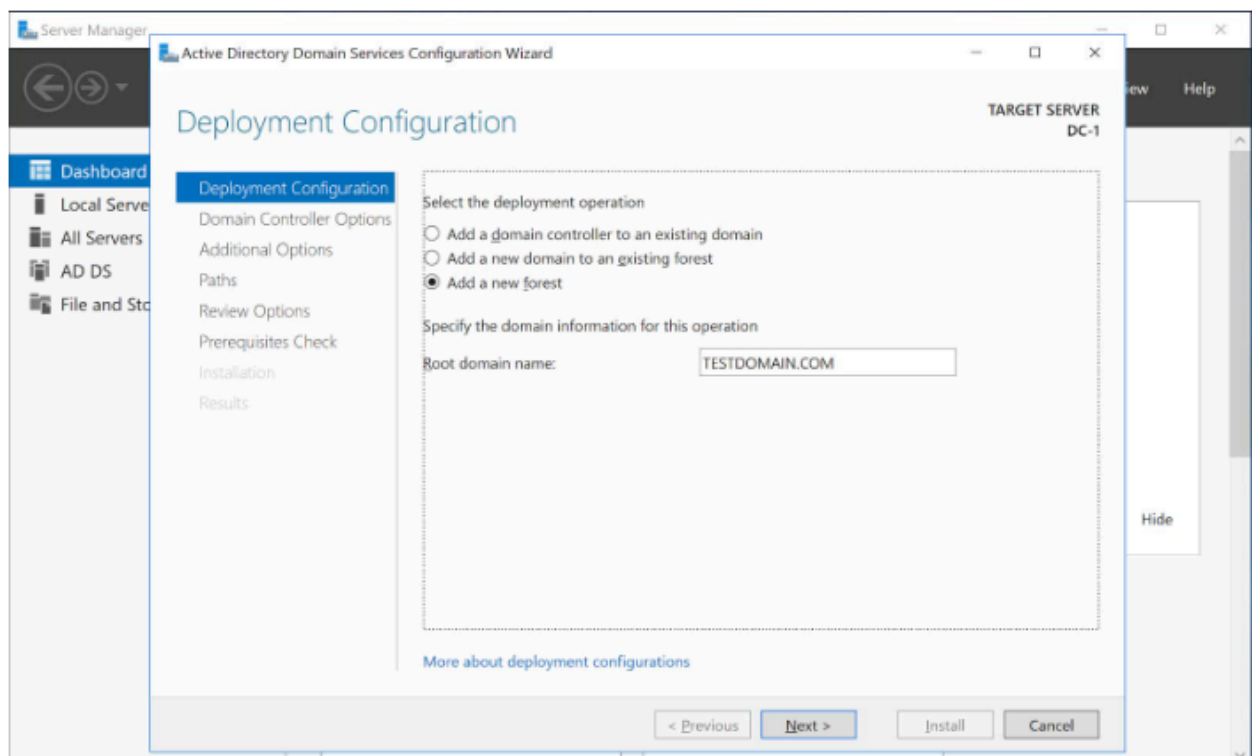 Server Manager
Active Directory Domain Services Configuration Wizard
iew
Help
Deployment Configuration
TARGET SERVER
DC-1
Dashboard
Local Serve
All Servers
AD DS
File and Sto
Deployment Configuration
Domain Controller Options
Additional Options
Paths
Review Options
Prerequisites Check
Installation
Results
Select the deployment operation
Add a domain controller to an existing domain
Add a new domain to an existing forest
Add a new forest
Specify the domain information for this operation
Root domain name:
TESTDOMAIN.COM
Hide
More about deployment configurations
< Previous
Next >
Install
Cancel